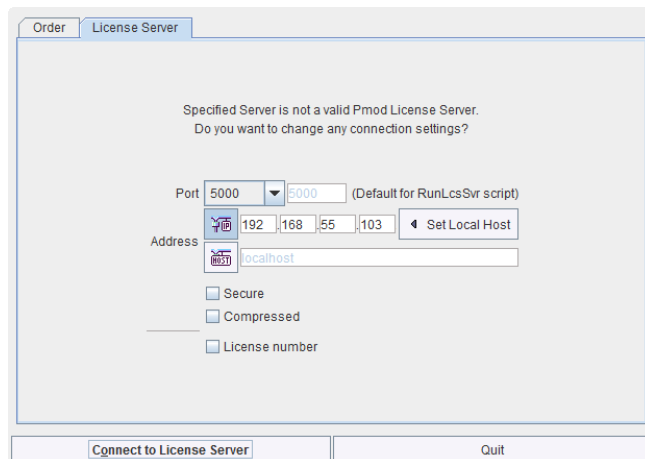 Order License Server
Specified Server is not a valid Pmod License Server.
Do you want to change any connection settings?
Port 5000 5000 (Default for RunLcsSvr script)
IP 192 .168 .55 .103 Set Local Host
Address
HOST localhost
Secure
Compressed
License number
Connect to License Server Quit